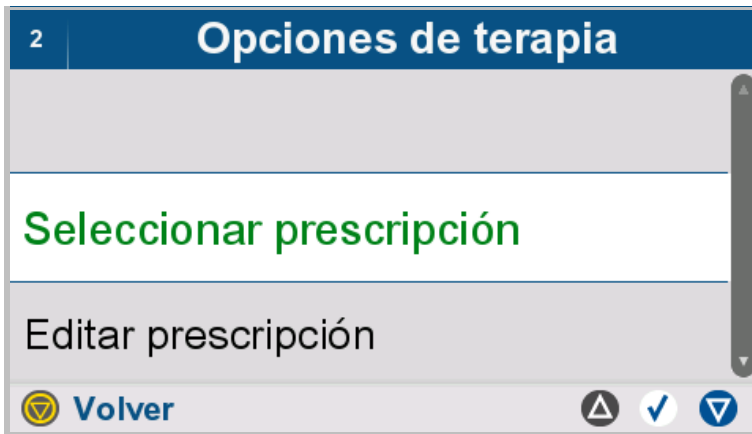 2 Opciones de terapia
Seleccionar prescripción
Editar prescripción
Volver